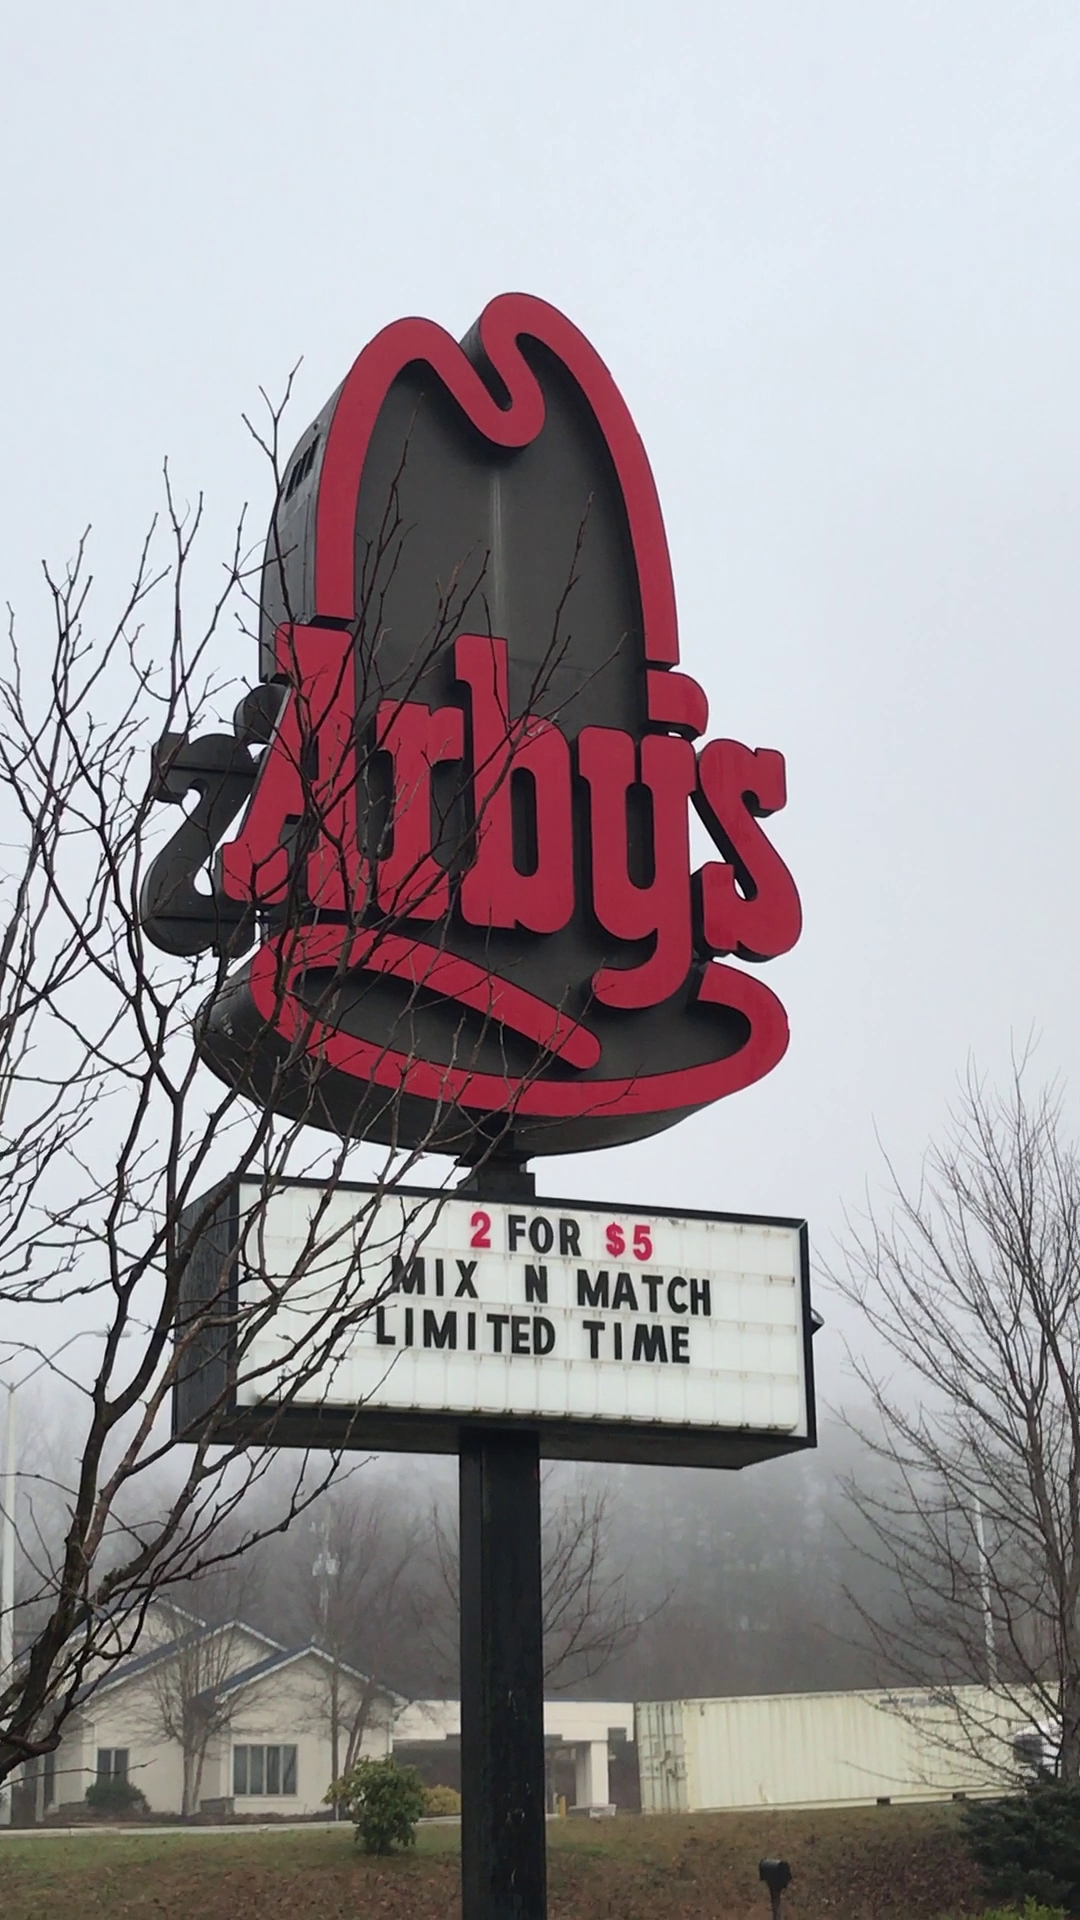 Arby's
2 FOR $5
MIX N MATCH
LIMITED TIME